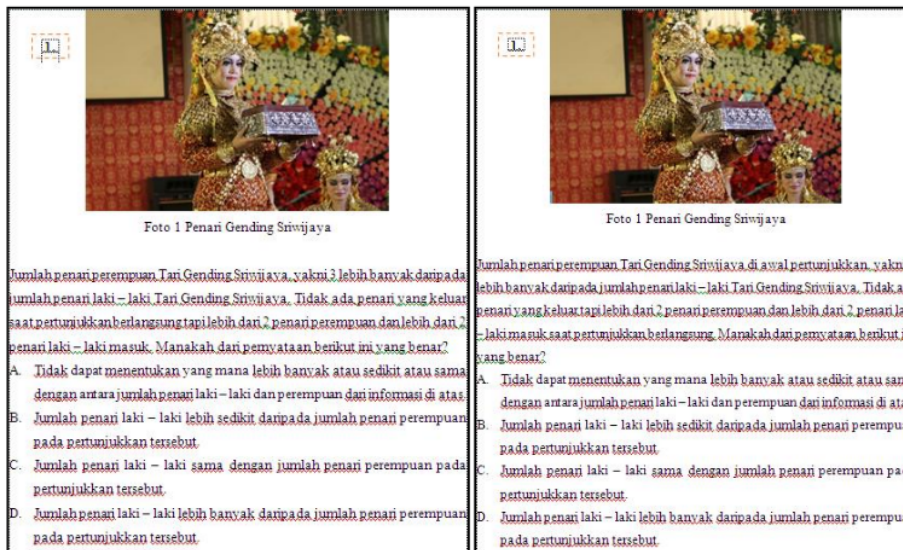 1.
Foto 1 Penari Gending Sriwijaya
Jumlah penari perempuan Tari Gending Sriwijaya, yakni 3 lebih banyak daripada
jumlah penari laki – laki Tari Gending Sriwijaya. Tidak ada penari yang keluar
saat pertunjukkan berlangsung tapi lebih dari 2 penari perempuan dan lebih dari 2
penari laki – laki masuk. Manakah dari pernyataan berikut ini yang benar?
A. Tidak dapat menentukan yang mana lebih banyak atau sedikit atau sama
dengan antara jumlah penari laki – laki dan perempuan dari informasi di atas.
B. Jumlah penari laki – laki lebih sedikit daripada jumlah penari perempuan
pada pertunjukkan tersebut.
C. Jumlah penari laki – laki sama dengan jumlah penari perempuan pada
pertunjukkan tersebut.
D. Jumlah penari laki – laki lebih banyak daripada jumlah penari perempuan
pada pertunjukkan tersebut.
1.
Foto 1 Penari Gending Sriwijaya
Jumlah penari perempuan Tari Gending Sriwijaya di awal pertunjukkan, yakn
lebih banyak daripada jumlah penari laki – laki Tari Gending Sriwijaya. Tidak a
penari yang keluar tapi lebih dari 2 penari perempuan dan lebih dari 2 penari la
– laki masuk saat pertunjukkan berlangsung. Manakah dari pernyataan berikut i
yang benar?
A. Tidak dapat menentukan yang mana lebih banyak atau sedikit atau sam
dengan antara jumlah penari laki – laki dan perempuan dari informasi di ata
B. Jumlah penari laki – laki lebih sedikit daripada jumlah penari perempu
pada pertunjukkan tersebut.
C. Jumlah penari laki – laki sama dengan jumlah penari perempuan pa
pertunjukkan tersebut.
D. Jumlah penari laki – laki lebih banyak daripada jumlah penari perempu
pada pertunjukkan tersebut.